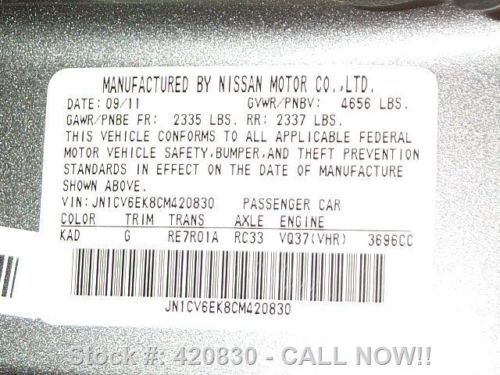 MANUFACTURED BY NISSAN MOTOR CO.,LTD.
DATE: 09/11 GVWR/PNBV: 4656 LBS.
GAWR/PNBE FR: 2335 LBS. RR: 2337 LBS.
THIS VEHICLE CONFORMS TO ALL APPLICABLE FEDERAL
MOTOR VEHICLE SAFETY,BUMPER,AND THEFT PREVENTION
STANDARDS IN EFFECT ON THE DATE OF MANUFACTURE
SHOWN ABOVE.
VIN: JN1CV6EK8CM420830 PASSENGER CAR
COLOR TRIM TRANS AXLE ENGINE
KAD G RE7R01A RC33 VQ37(VHR) 3696CC
JN1CV6EK8CM420830
Stock #: 420830 - CALL NOW!!